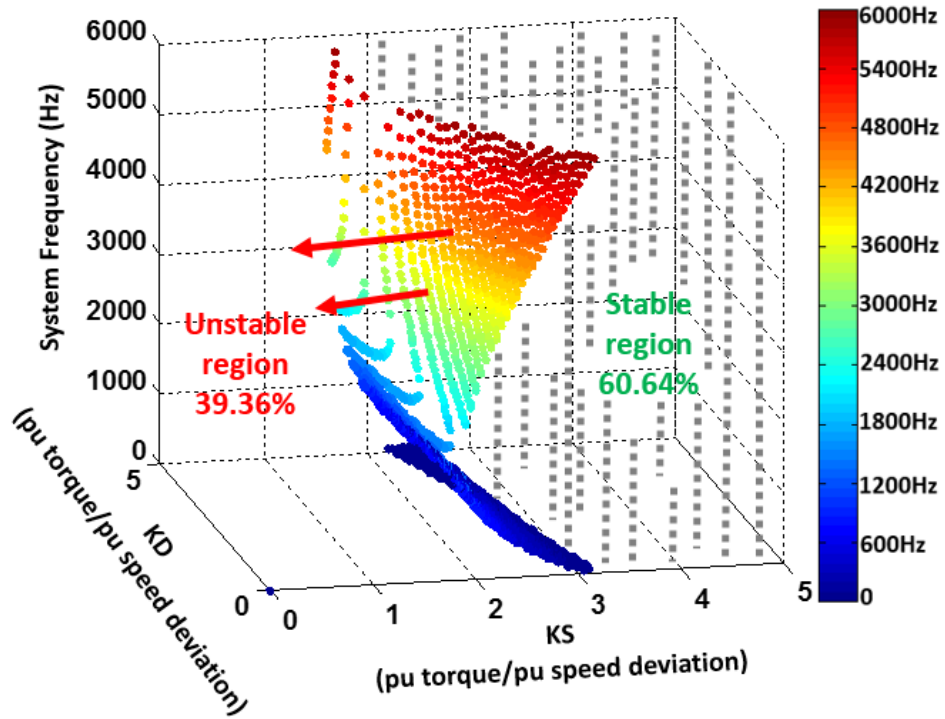 6000
5000
4000
3000
2000
1000
0
System Frequency (Hz)
5
0
KD
(pu torque/pu speed deviation)
0
1
2
3
4
5
KS
(pu torque/pu speed deviation)
Unstable
region
39.36%
Stable
region
60.64%
6000Hz
5400Hz
4800Hz
4200Hz
3600Hz
3000Hz
2400Hz
1800Hz
1200Hz
600Hz
0